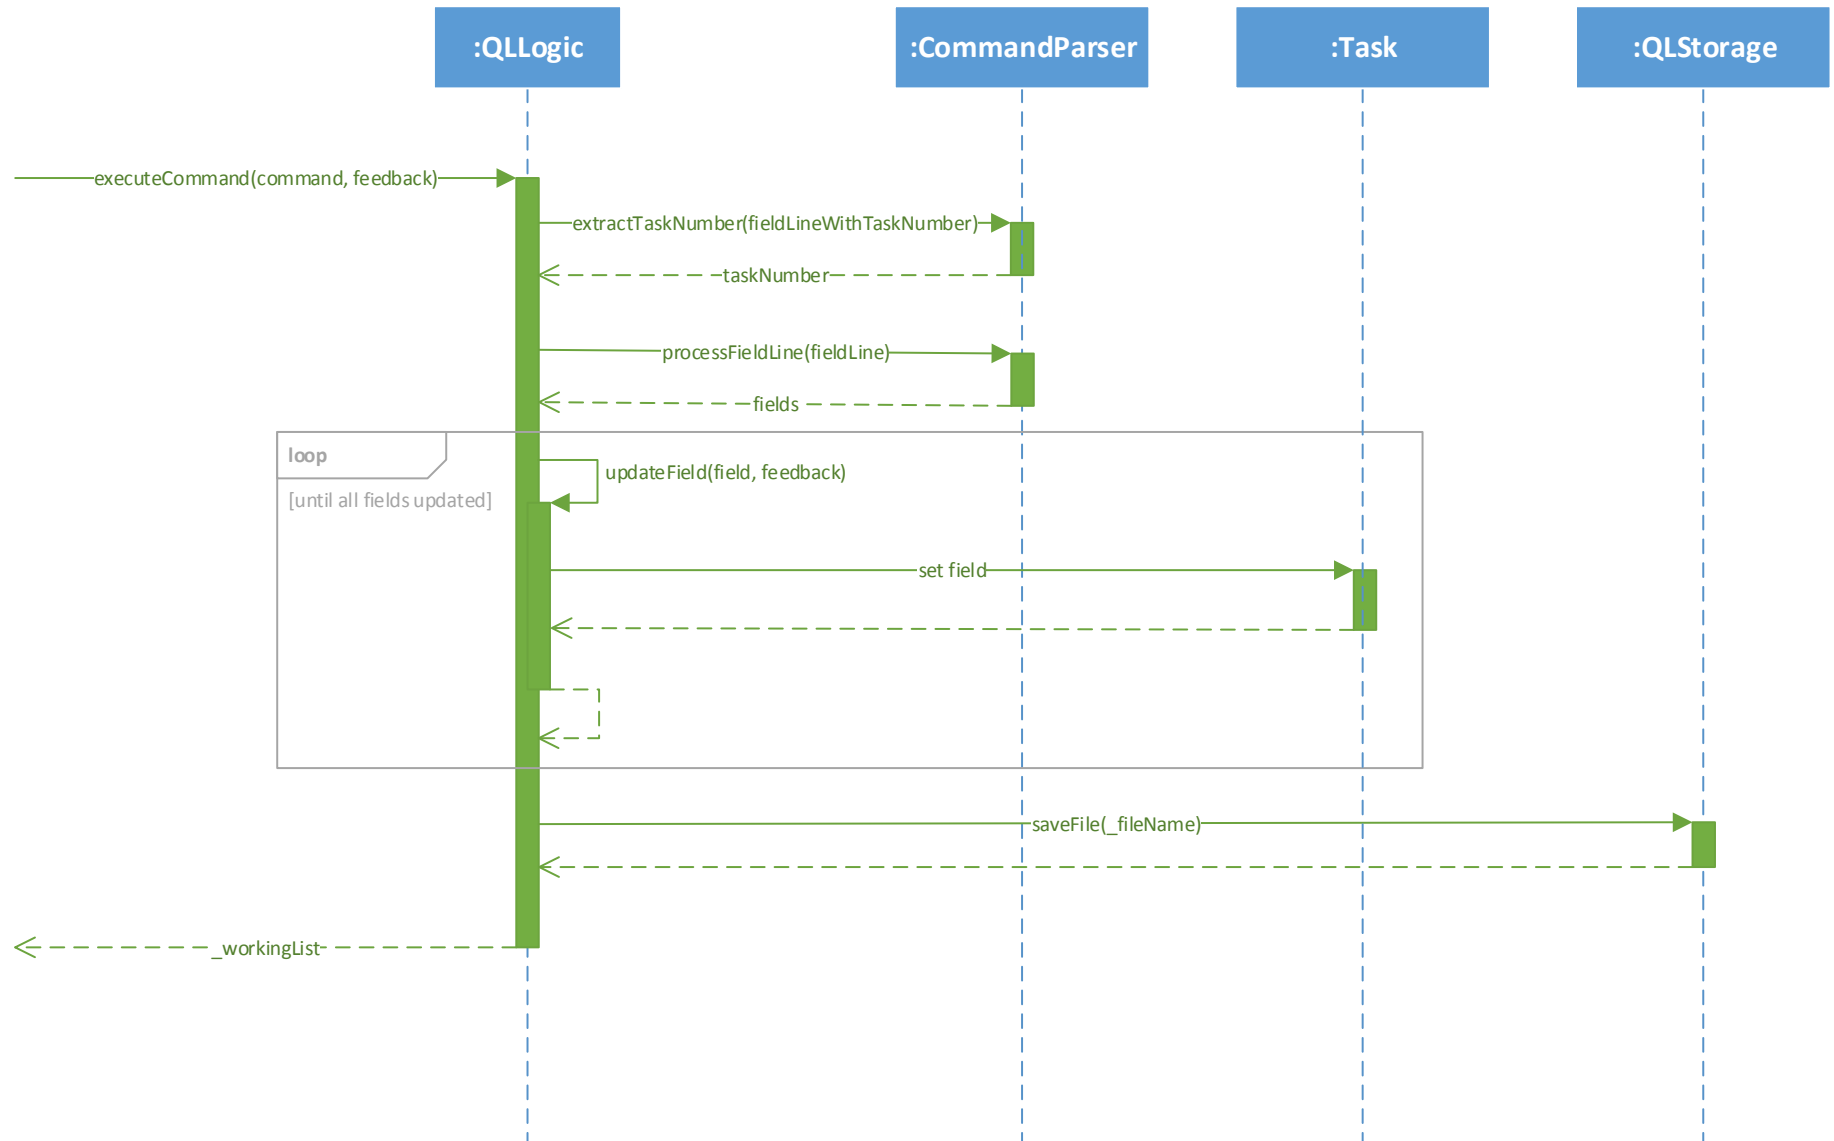 :QLLogic
:CommandParser
:Task
:QLStorage
executeCommand(command, feedback)
extractTaskNumber(fieldLineWithTaskNumber)
taskNumber
processFieldLine(fieldLine)
fields
loop
updateField(field, feedback)
[until all fields updated]
set field
saveFile(_fileName)
_workingList